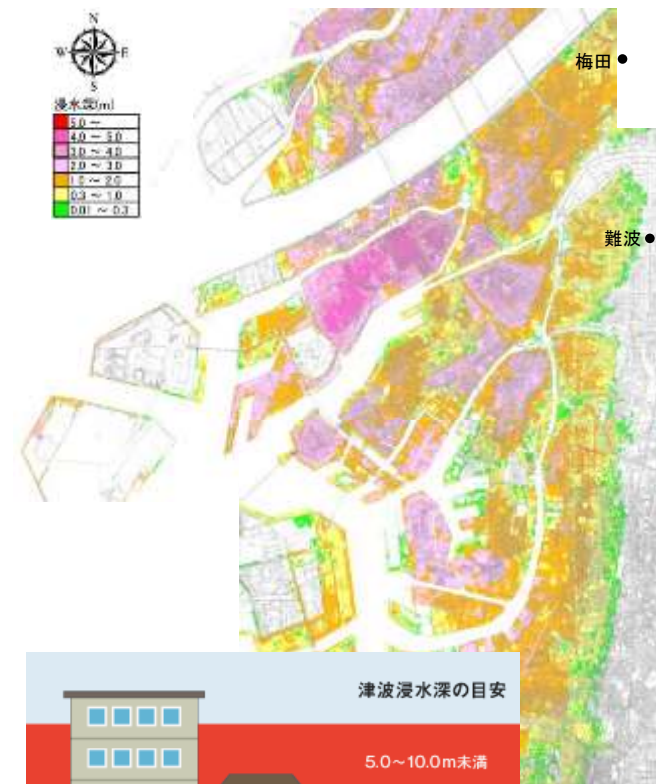 N
W E
S
浸水深(m)
5.0 ～
4.0 ～ 5.0
3.0 ～ 4.0
2.0 ～ 3.0
1.0 ～ 2.0
0.3 ～ 1.0
0.01 ～ 0.3
梅田
難波
津波浸水深の目安
5.0～10.0m未満